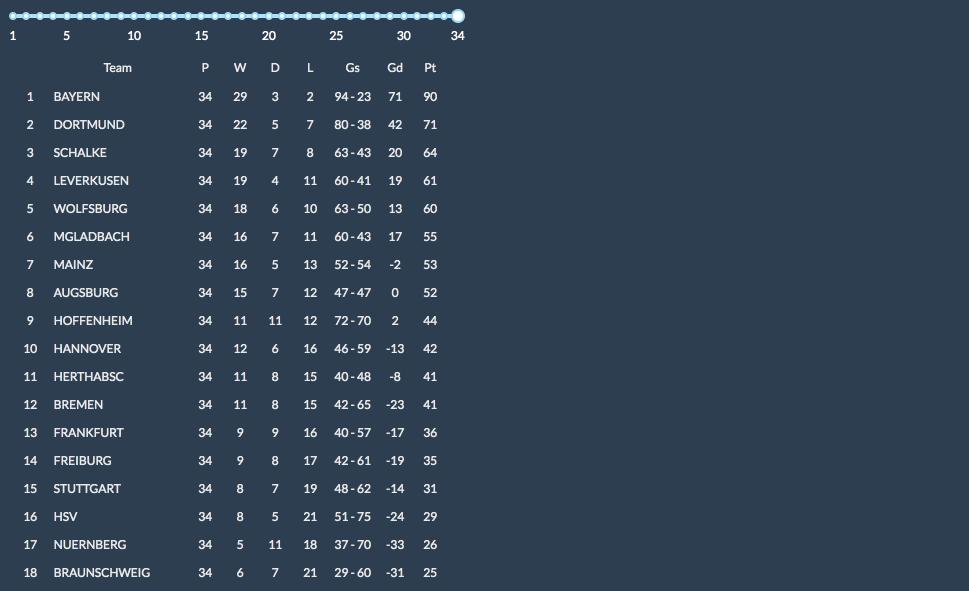 1 5 10 15 20 25 30 34
Team P W D L Gs Gd Pt
1 BAYERN 34 29 3 2 94 - 23 71 90
2 DORTMUND 34 22 5 7 80 - 38 42 71
3 SCHALKE 34 19 7 8 63 - 43 20 64
4 LEVERKUSEN 34 19 4 11 60 - 41 19 61
5 WOLFSBURG 34 18 6 10 63 - 50 13 60
6 MGLADBACH 34 16 7 11 60 - 43 17 55
7 MAINZ 34 16 5 13 52 - 54 -2 53
8 AUGSBURG 34 15 7 12 47 - 47 0 52
9 HOFFENHEIM 34 11 11 12 72 - 70 2 44
10 HANNOVER 34 12 6 16 46 - 59 -13 42
11 HERTHABSC 34 11 8 15 40 - 48 -8 41
12 BREMEN 34 11 8 15 42 - 65 -23 41
13 FRANKFURT 34 9 9 16 40 - 57 -17 36
14 FREIBURG 34 9 8 17 42 - 61 -19 35
15 STUTTGART 34 8 7 19 48 - 62 -14 31
16 HSV 34 8 5 21 51 - 75 -24 29
17 NUERNBERG 34 5 11 18 37 - 70 -33 26
18 BRAUNSCHWEIG 34 6 7 21 29 - 60 -31 25